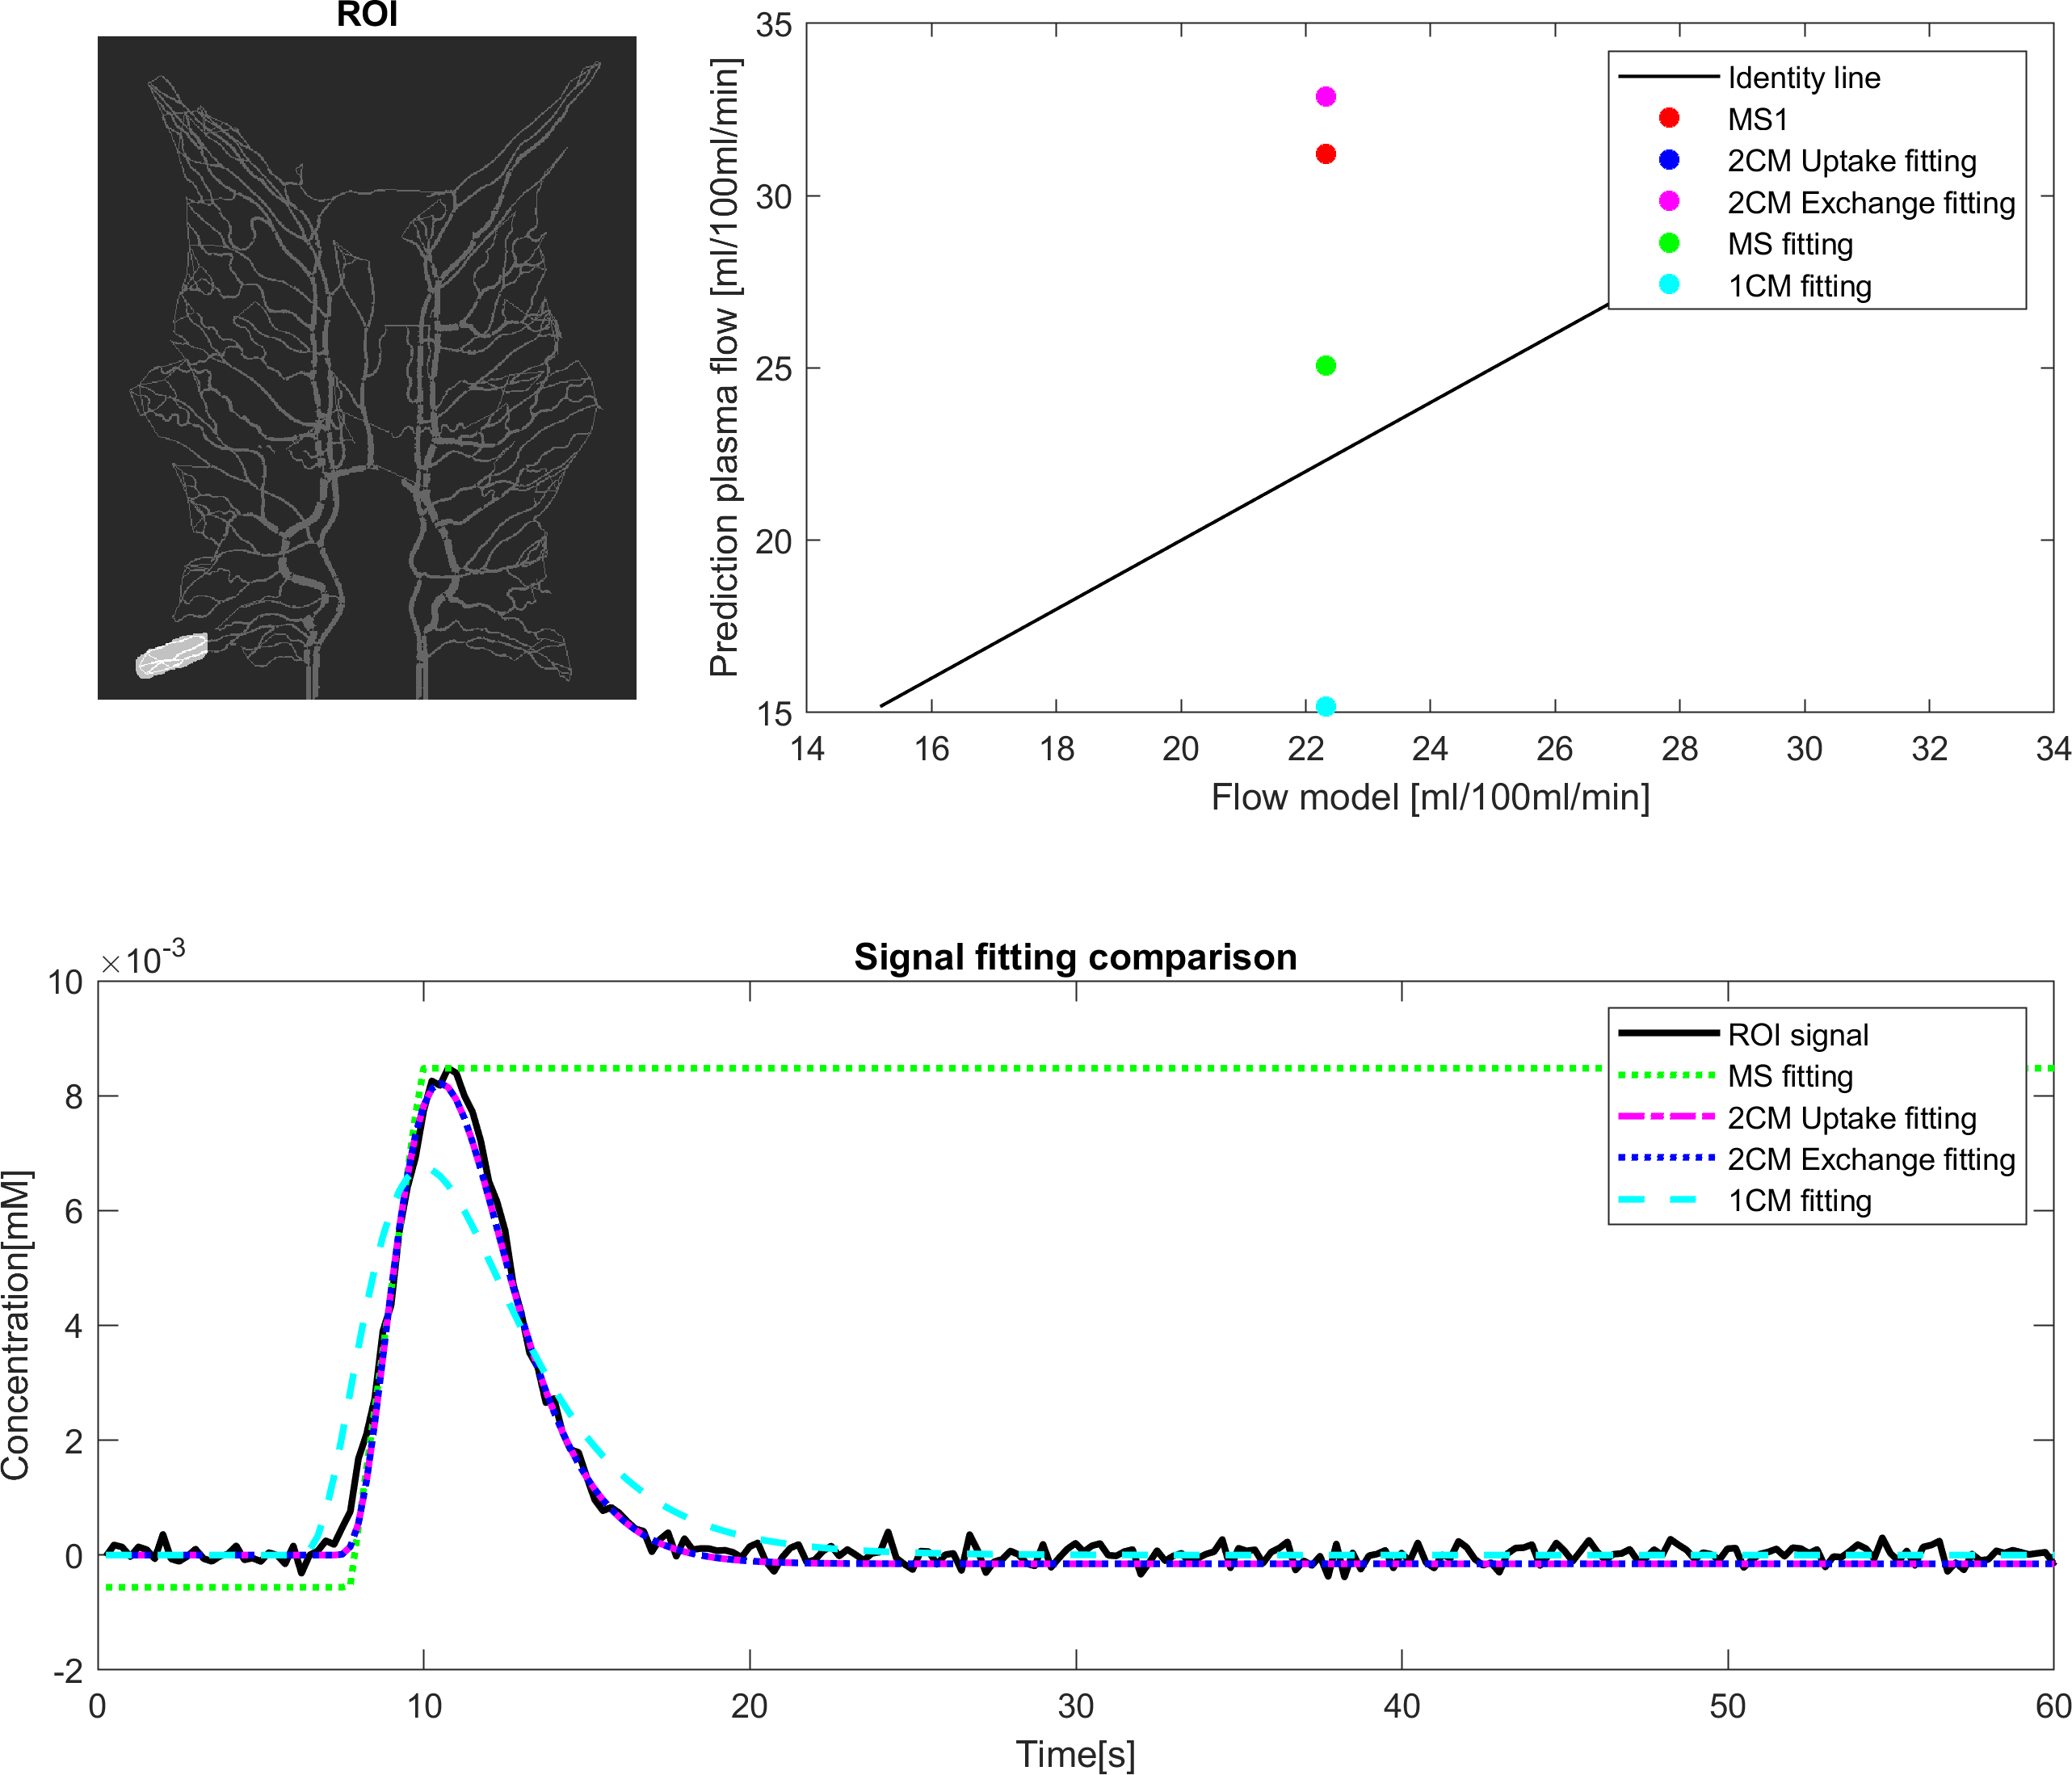 ROI
Prediction plasma flow [ml/100ml/min]
35
30
25
20
15
14 16 18 20 22 24 26 28 30 32 34
Flow model [ml/100ml/min]
Identity line
MS1
2CM Uptake fitting
2CM Exchange fitting
MS fitting
1CM fitting
Signal fitting comparison
×10-3
Concentration[mM]
10
8
6
4
2
0
-2
0 10 20 30 40 50 60
Time[s]
ROI signal
MS fitting
2CM Uptake fitting
2CM Exchange fitting
1CM fitting